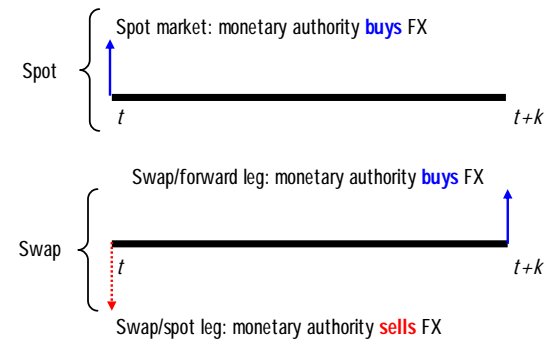 Spot market: monetary authority buys FX
Spot
t
t+k
Swap/forward leg: monetary authority buys FX
Swap
t
t+k
Swap/spot leg: monetary authority sells FX